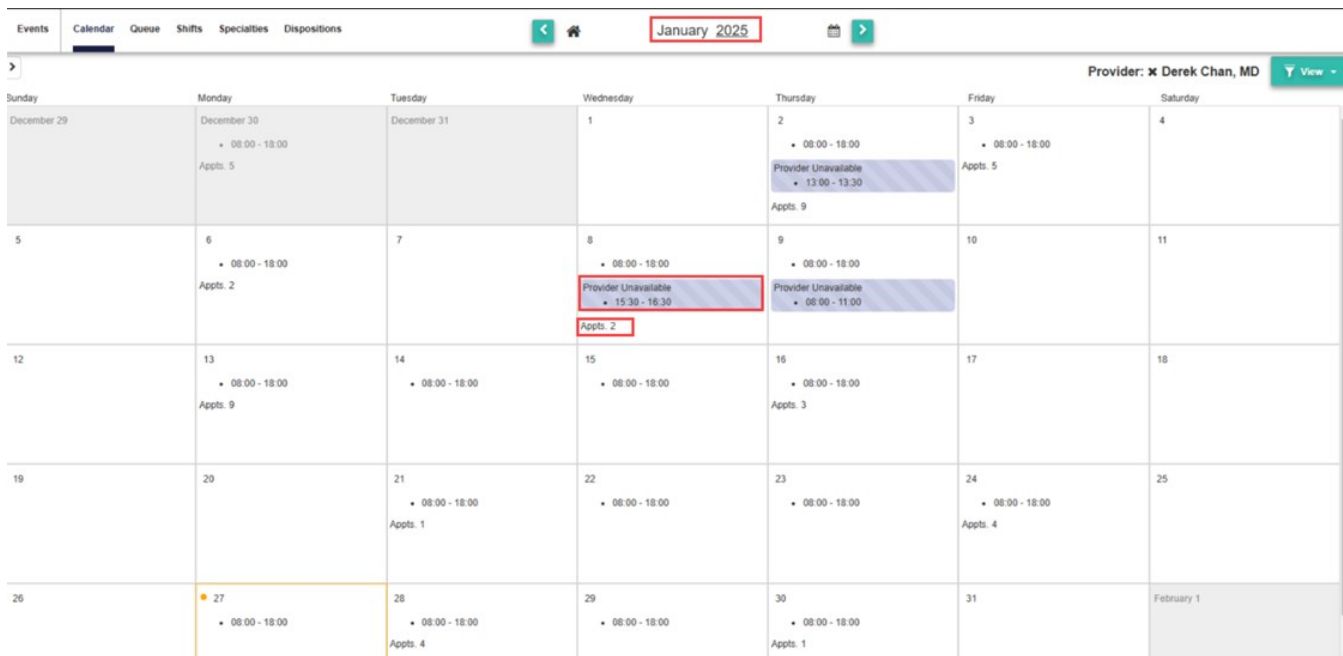 Events Calendar Queue Shifts Specialties Dispositions January 2025
Provider: × Derek Chan, MD View
Sunday Monday Tuesday Wednesday Thursday Friday Saturday
December 29 December 30 December 31 1 2 3 4
• 08:00 - 18:00 • 08:00 - 18:00 • 08:00 - 18:00
Appts. 5 Provider Unavailable Appts. 5
• 13:00 - 13:30
Appts. 9
5 6 7 8 9 10 11
• 08:00 - 18:00 • 08:00 - 18:00 • 08:00 - 18:00
Appts. 2 Provider Unavailable Provider Unavailable
• 15:30 - 16:30 • 08:00 - 11:00
Appts. 2
12 13 14 15 16 17 18
• 08:00 - 18:00 • 08:00 - 18:00 • 08:00 - 18:00 • 08:00 - 18:00
Appts. 9 Appts. 3
19 20 21 22 23 24 25
• 08:00 - 18:00 • 08:00 - 18:00 • 08:00 - 18:00 • 08:00 - 18:00
Appts. 1 Appts. 4
26 27 28 29 30 31 February 1
• 08:00 - 18:00 • 08:00 - 18:00 • 08:00 - 18:00 • 08:00 - 18:00
Appts. 4 Appts. 1